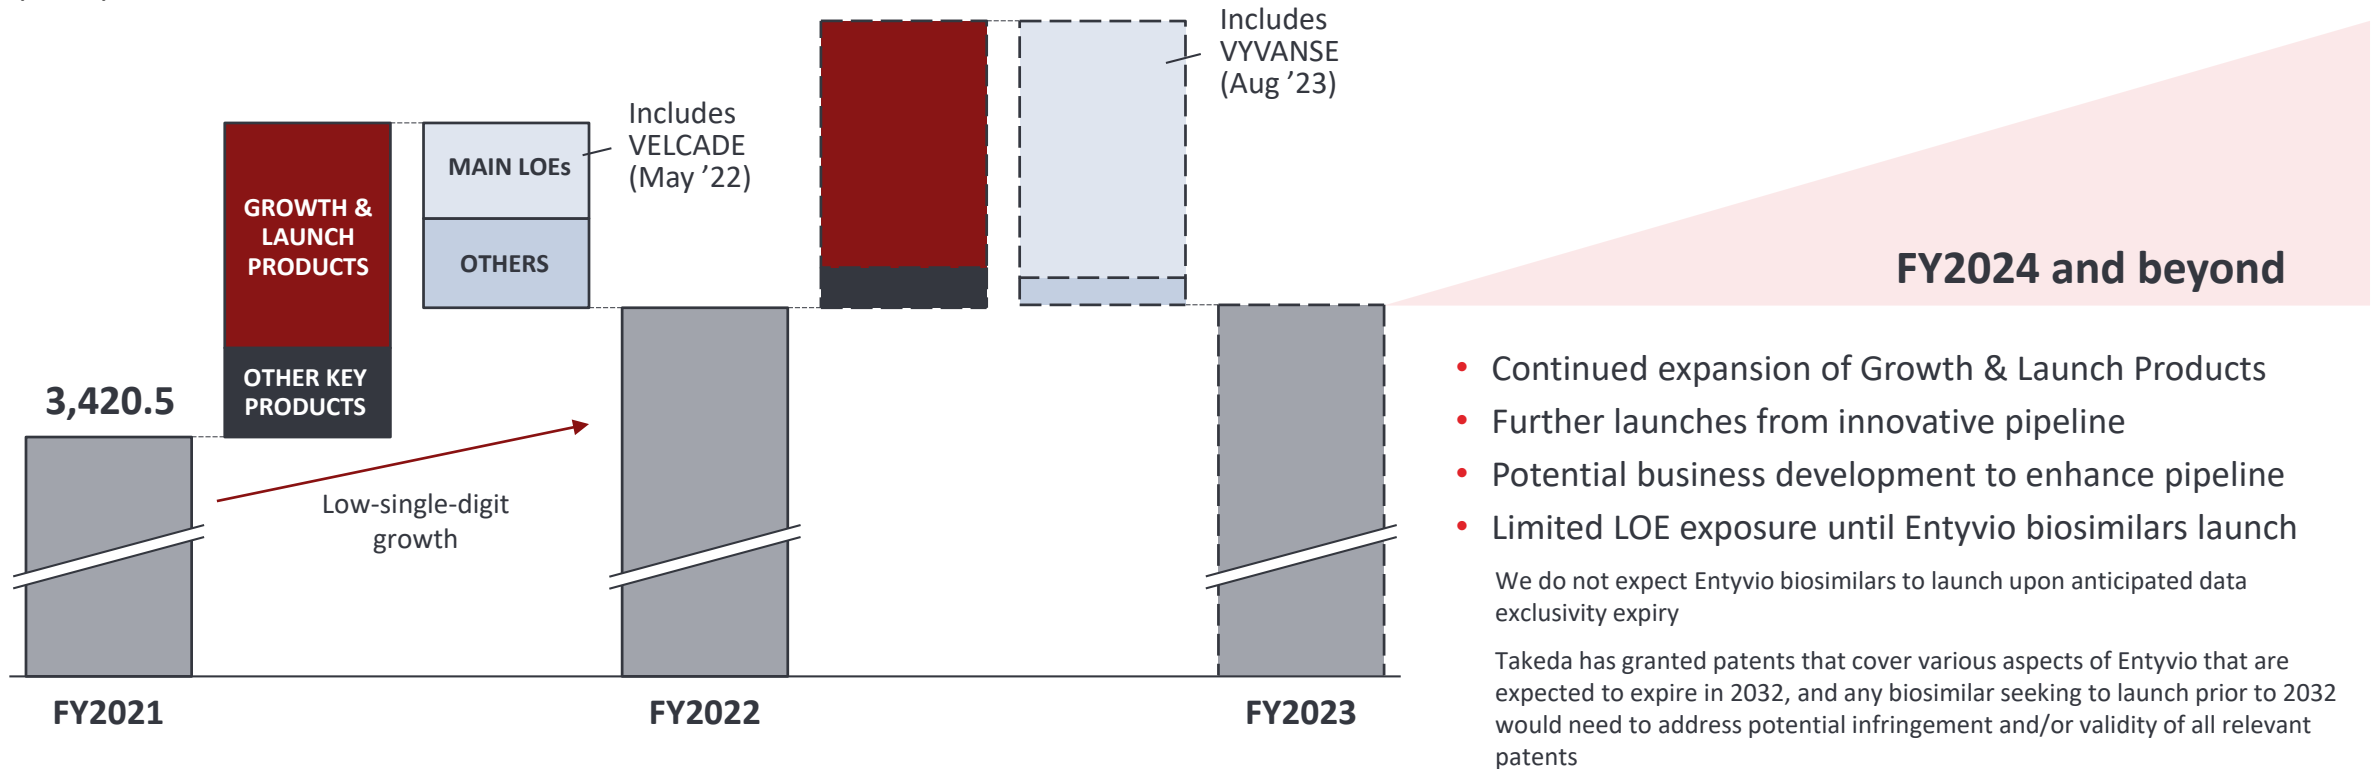 Includes
VYVANSE
(Aug ’23)
Includes
VELCADE
(May ’22)
MAIN LOEs
OTHERS
GROWTH &
LAUNCH
PRODUCTS
OTHER KEY
PRODUCTS
3,420.5
Low-single-digit
growth
FY2021
FY2022
FY2023
FY2024 and beyond
• Continued expansion of Growth & Launch Products
• Further launches from innovative pipeline
• Potential business development to enhance pipeline
• Limited LOE exposure until Entyvio biosimilars launch
We do not expect Entyvio biosimilars to launch upon anticipated data
exclusivity expiry
Takeda has granted patents that cover various aspects of Entyvio that are
expected to expire in 2032, and any biosimilar seeking to launch prior to 2032
would need to address potential infringement and/or validity of all relevant
patents